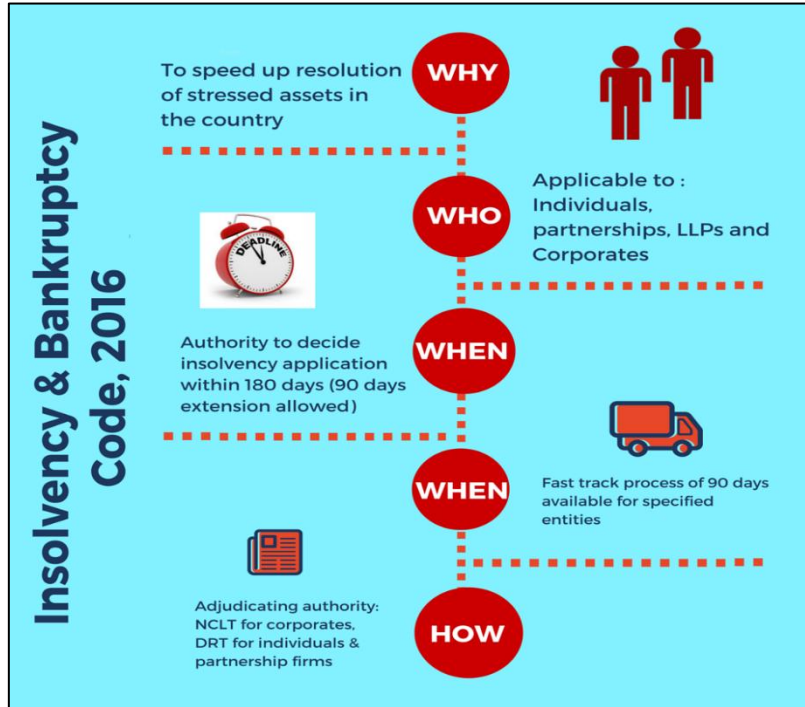 Insolvency & Bankruptcy
Code, 2016
WHY
To speed up resolution
of stressed assets in
the country
WHO
Applicable to :
Individuals,
partnerships, LLPs and
Corporates
DEADLINE
WHEN
Authority to decide
insolvency application
within 180 days (90 days
extension allowed)
WHEN
Fast track process of 90 days
available for specified
entities
HOW
Adjudicating authority:
NCLT for corporates,
DRT for individuals &
partnership firms